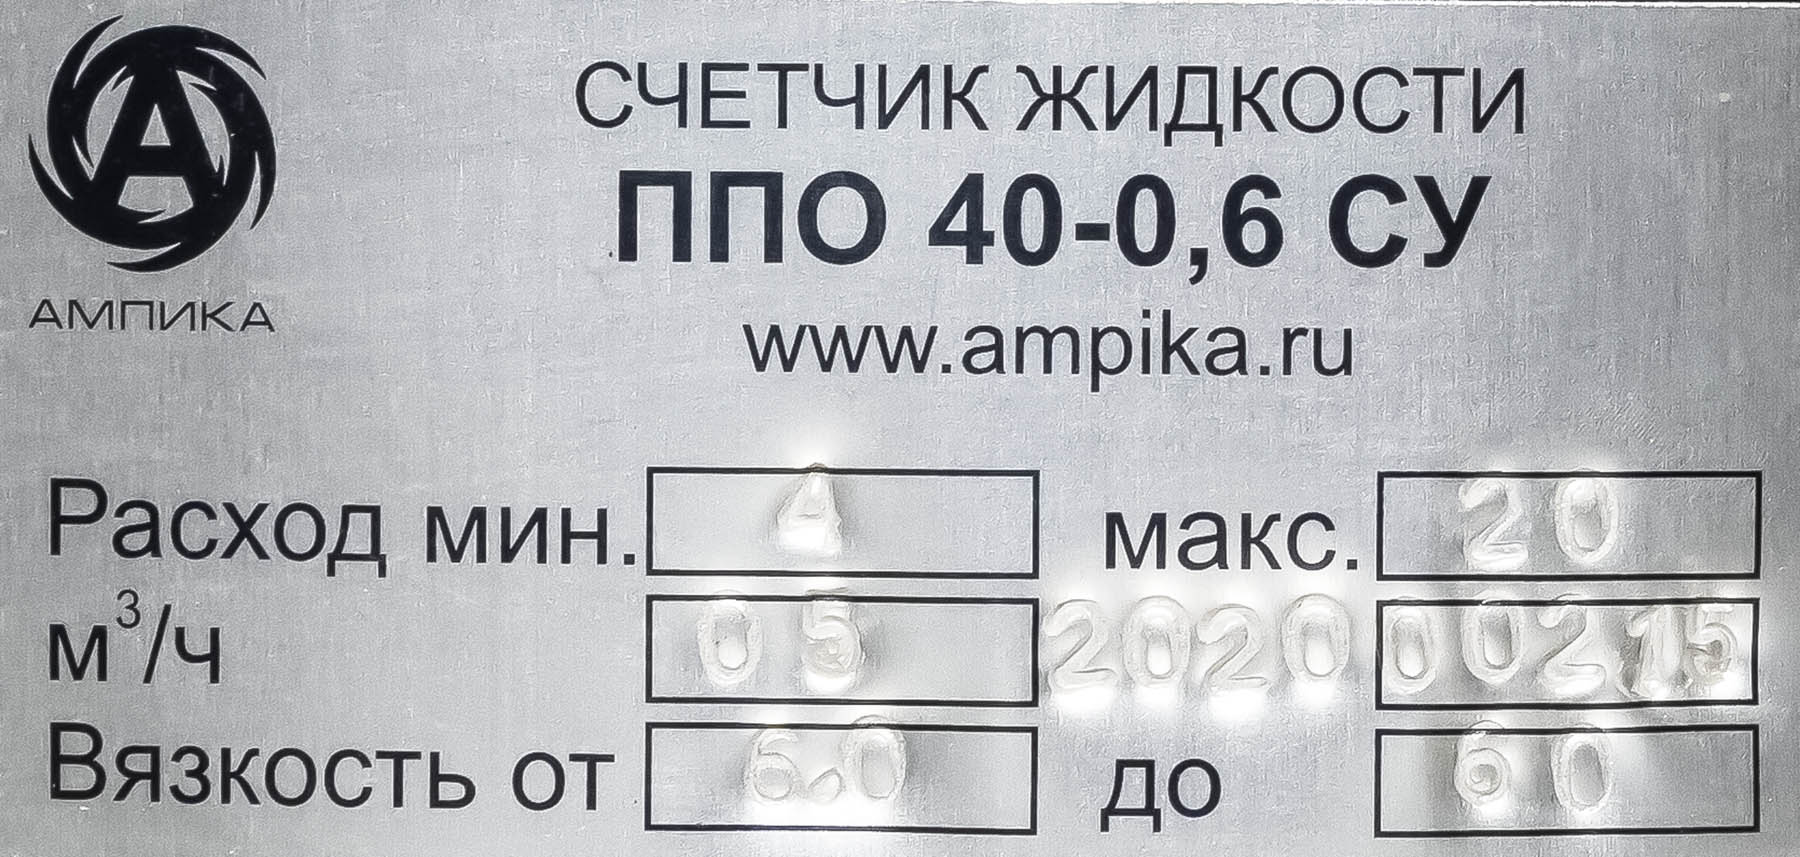 АМПИКА
СЧЕТЧИК ЖИДКОСТИ
ППО 40-0,6 СУ
www.ampika.ru
Расход мин. 4 макс. 20
м³/ч 05 2020 00215
Вязкость от 6.0 до 60